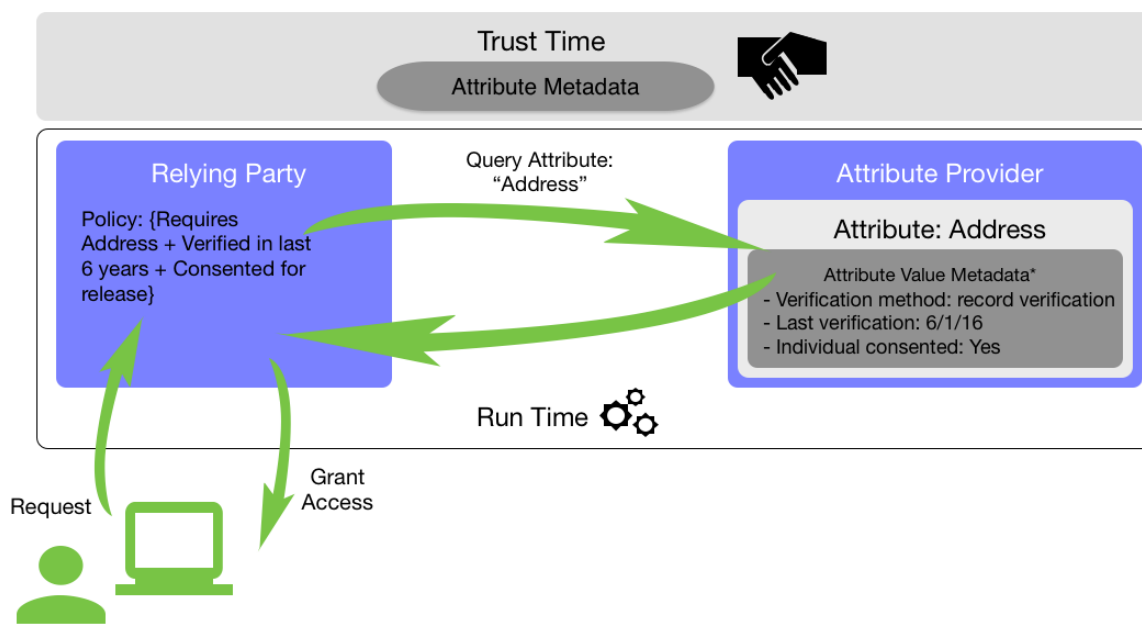 Trust Time
Attribute Metadata
Relying Party
Policy: {Requires
Address + Verified in last
6 years + Consented for
release}
Query Attribute:
“Address”
Attribute Provider
Attribute: Address
Attribute Value Metadata*
- Verification method: record verification
- Last verification: 6/1/16
- Individual consented: Yes
Run Time
Request
Grant
Access